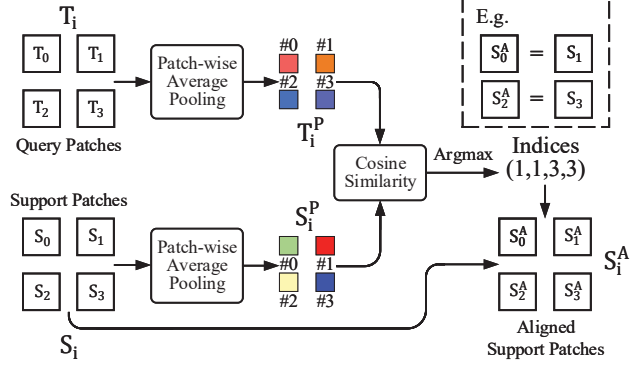 T_i
T_0 T_1
T_2 T_3
Query Patches
Patch-wise
Average
Pooling
#0 #1
#2 #3
T_i^P
E.g.
S_0^A = S_1
S_2^A = S_3
Cosine
Similarity
Argmax
Indices
(1,1,3,3)
Support Patches
S_0 S_1
S_2 S_3
S_i
Patch-wise
Average
Pooling
S_i^P
#0 #1
#2 #3
S_0^A S_1^A
S_2^A S_3^A
S_i^A
Aligned
Support Patches